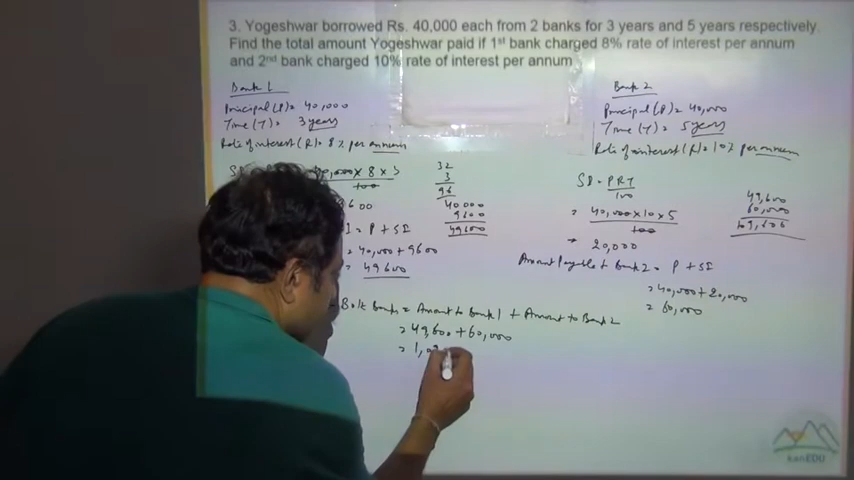 3. Yogeshwar borrowed Rs. 40,000 each from 2 banks for 3 years and 5 years respectively.
Find the total amount Yogeshwar paid if 1st bank charged 8% rate of interest per annum
and 2nd bank charged 10% rate of interest per annum
Bank 1
Principal (P) = 40,000
Time (T) = 3 years
Rate of interest (R) = 8 % per annum
40,000 x 8 x 3
100
9600
= P + SI
= 40,000 + 9600
= 49600
32
3
96
40000
9600
49600
Bank 2
Principal (P) = 40,000
Time (T) = 5 years
Rate of interest (R) = 10 % per annum
SI = PRT
100
= 40,000 x 10 x 5
100
= 20,000
Amount Payable to Bank 2 = P + SI
= 40,000 + 20,000
= 60,000
49,600
60,000
109,600
Both Banks = Amount to Bank 1 + Amount to Bank 2
= 49,600 + 60,000
= 1,09
kanEDU